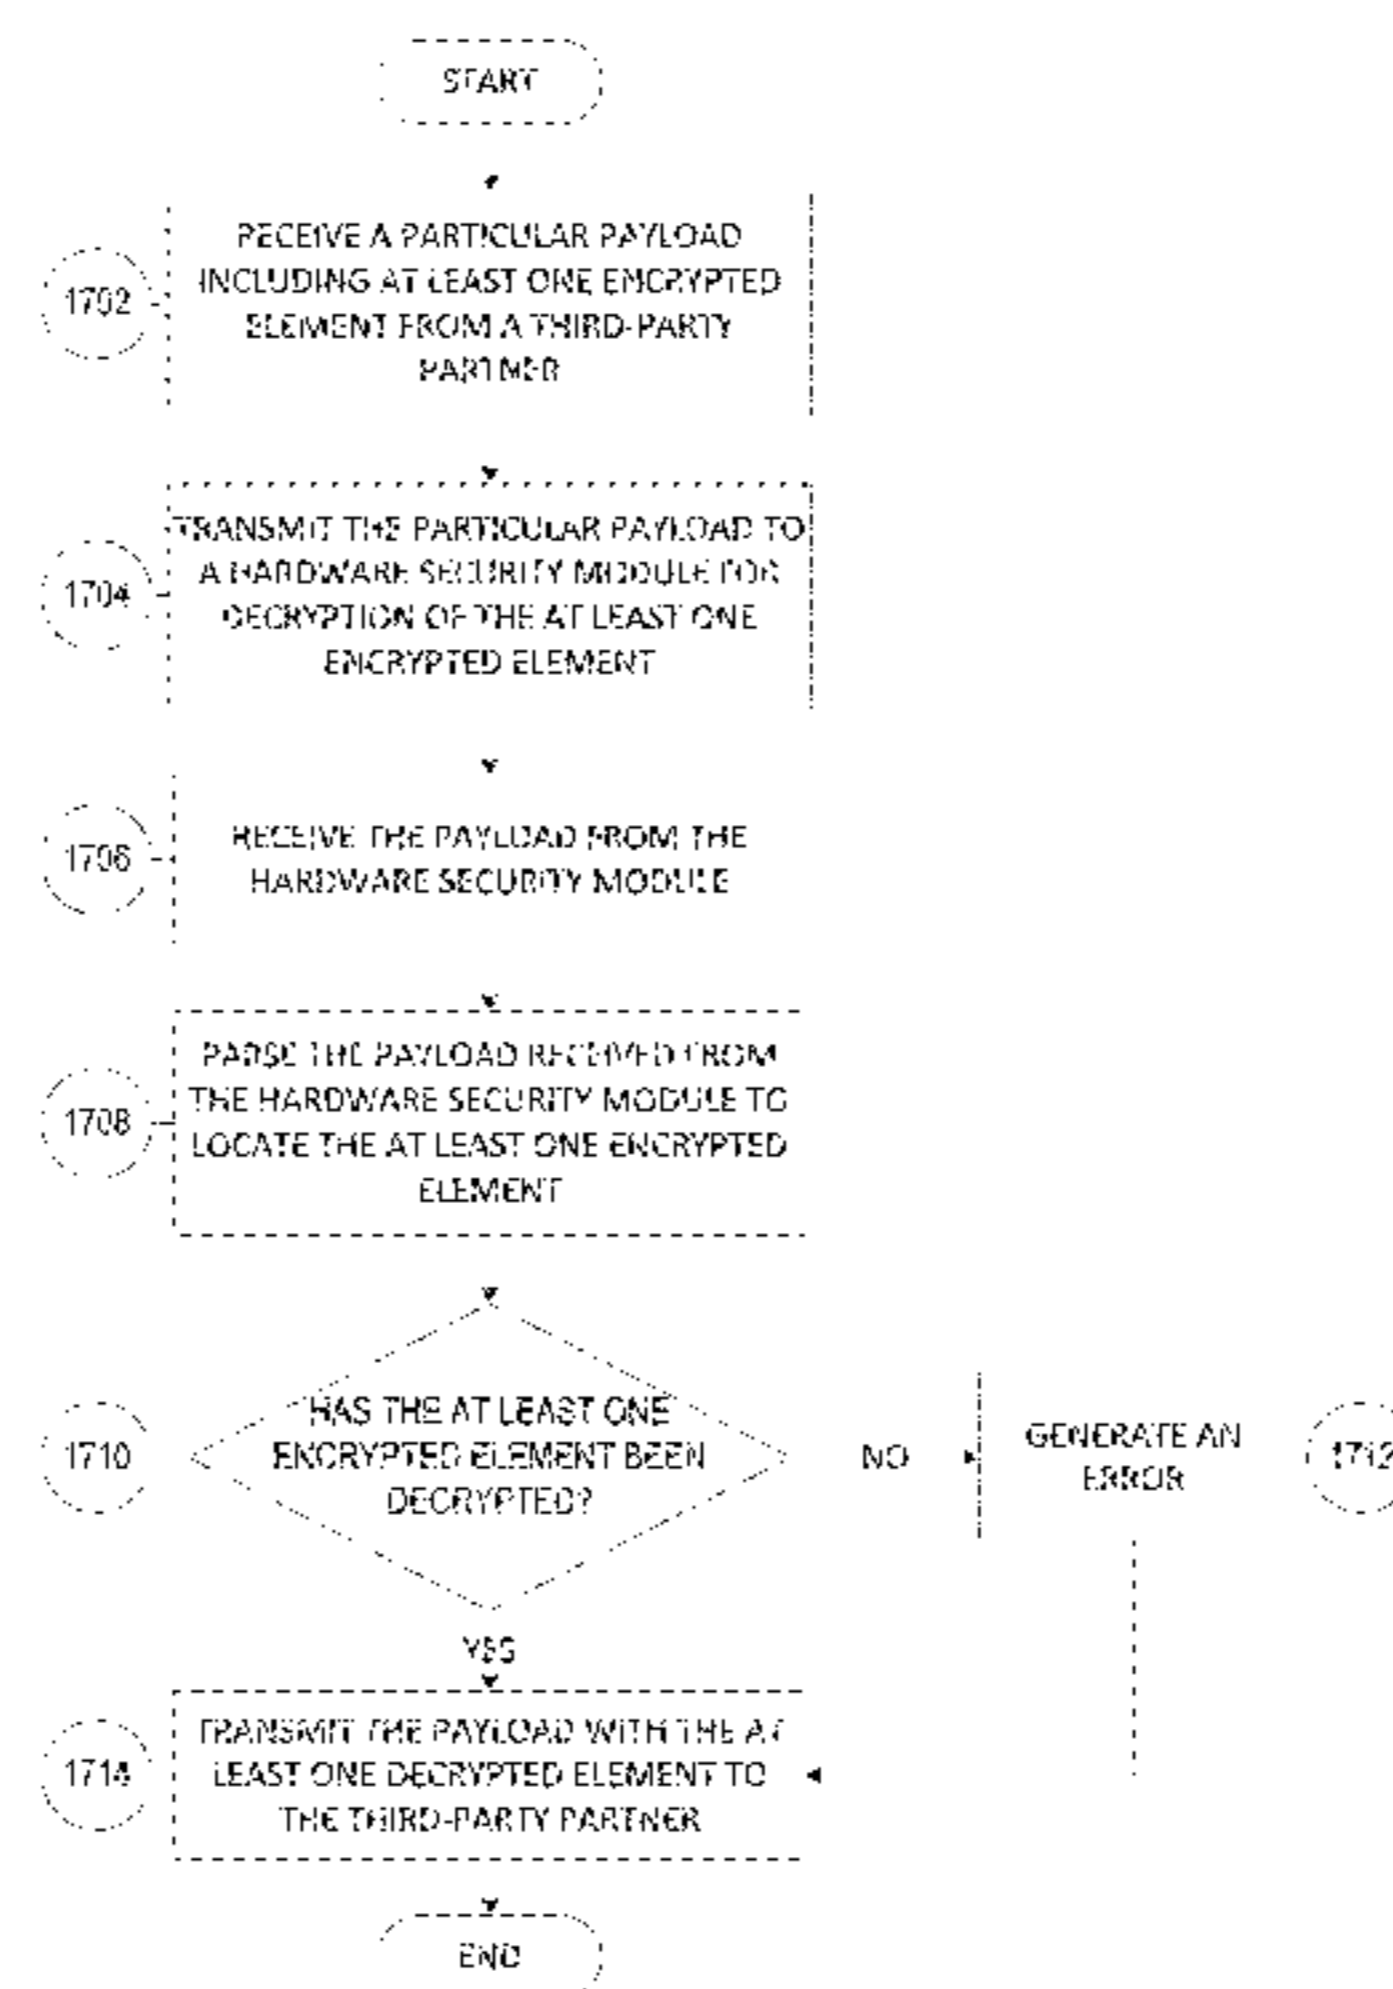 START
RECEIVE A PARTICULAR PAYLOAD
INCLUDING AT LEAST ONE ENCRYPTED
ELEMENT FROM A THIRD-PARTY
PARTNER
1702
TRANSMIT THE PARTICULAR PAYLOAD TO
A HARDWARE SECURITY MODULE FOR
DECRYPTION OF THE AT LEAST ONE
ENCRYPTED ELEMENT
1704
RECEIVE THE PAYLOAD FROM THE
HARDWARE SECURITY MODULE
1706
PARSE THE PAYLOAD RECEIVED FROM
THE HARDWARE SECURITY MODULE TO
LOCATE THE AT LEAST ONE ENCRYPTED
ELEMENT
1708
HAS THE AT LEAST ONE
ENCRYPTED ELEMENT BEEN
DECRYPTED?
1710
NO
GENERATE AN
ERROR
1712
YES
TRANSMIT THE PAYLOAD WITH THE AT
LEAST ONE DECRYPTED ELEMENT TO
THE THIRD-PARTY PARTNER
1714
END